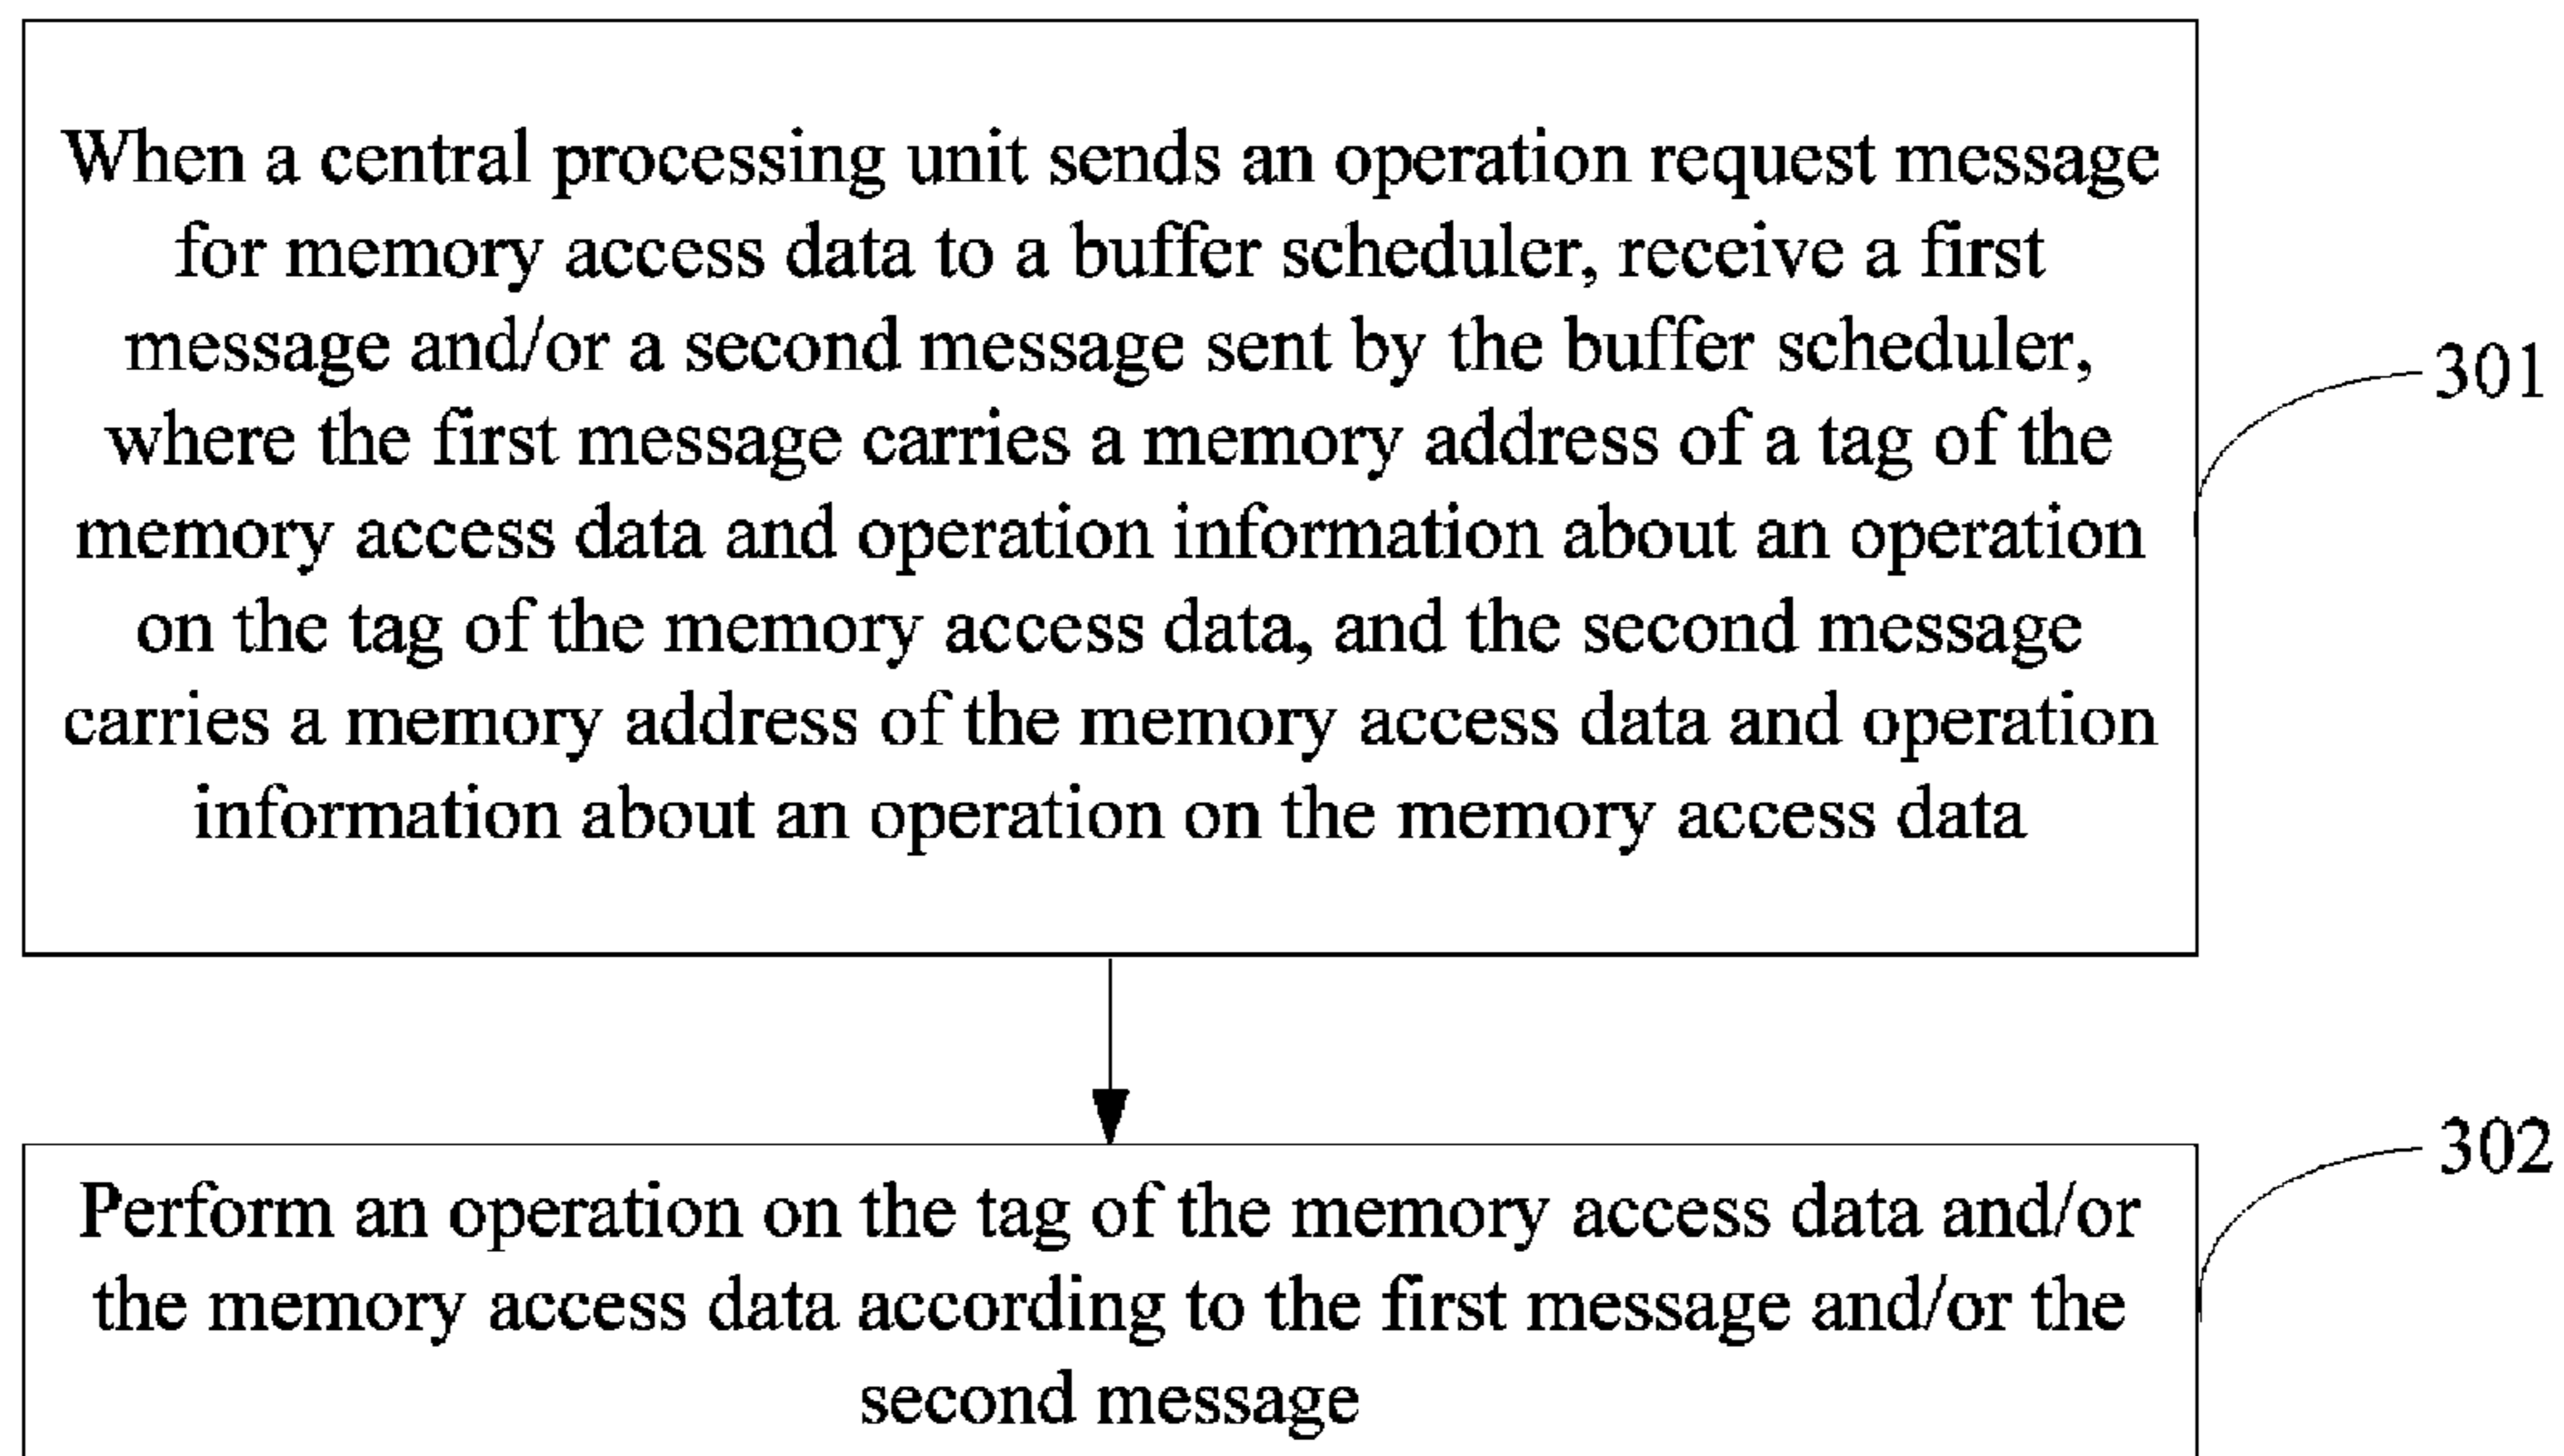 When a central processing unit sends an operation request message
for memory access data to a buffer scheduler, receive a first
message and/or a second message sent by the buffer scheduler,
where the first message carries a memory address of a tag of the
memory access data and operation information about an operation
on the tag of the memory access data, and the second message
carries a memory address of the memory access data and operation
information about an operation on the memory access data
301
Perform an operation on the tag of the memory access data and/or
the memory access data according to the first message and/or the
second message
302